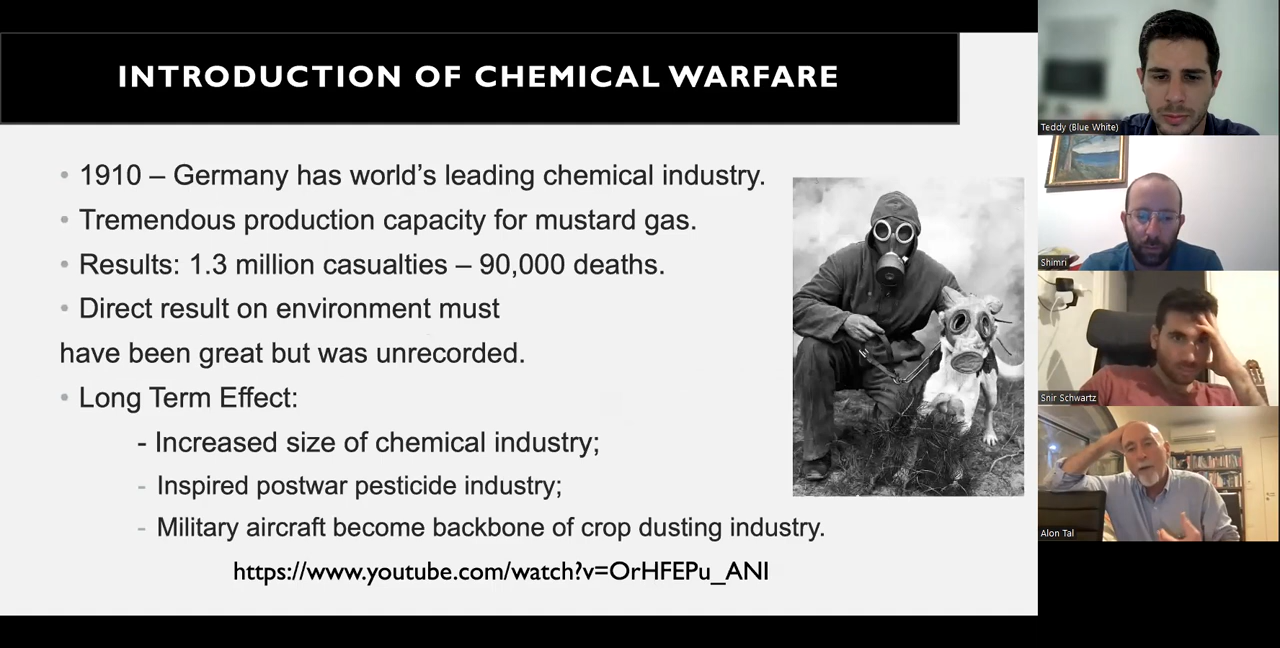 INTRODUCTION OF CHEMICAL WARFARE
• 1910 – Germany has world's leading chemical industry.
• Tremendous production capacity for mustard gas.
• Results: 1.3 million casualties – 90,000 deaths.
• Direct result on environment must
have been great but was unrecorded.
• Long Term Effect:
- Increased size of chemical industry;
- Inspired postwar pesticide industry;
- Military aircraft become backbone of crop dusting industry.
https://www.youtube.com/watch?v=OrHFEPu_ANI
Teddy (Blue White)
Shimri
Snir Schwartz
Alon Tal